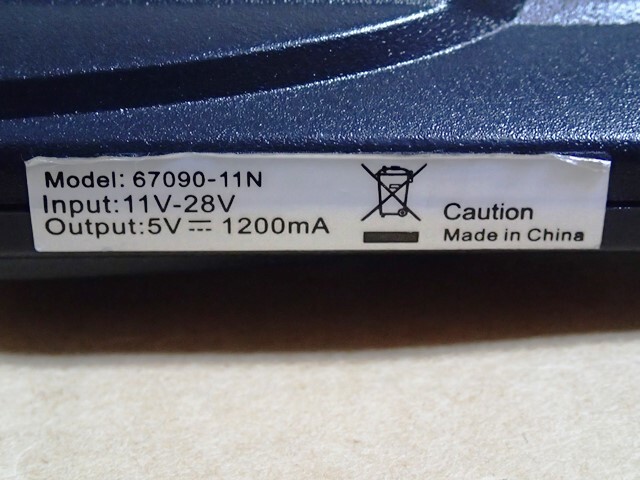 Model: 67090-11N
Input:11V-28V
Output:5V ⎓ 1200mA
Caution
Made in China